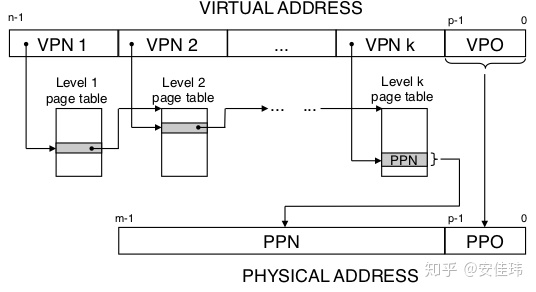 VIRTUAL ADDRESS
n-1 p-1 0
VPN 1 VPN 2 ... VPN k VPO
Level 1 page table
Level 2 page table
Level k page table
... ...
PPN
m-1 p-1 0
PPN PPO
PHYSICAL ADDRESS
知乎 @安佳玮